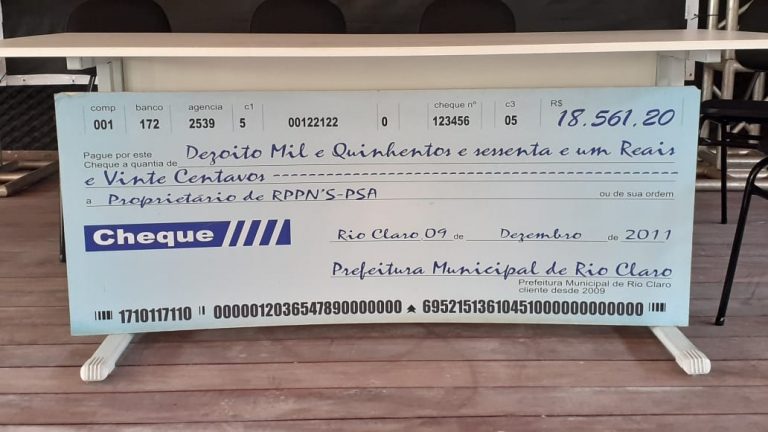 comp banco agencia c1 cheque nº c3 R$
001 172 2539 5 00122122 0 123456 05 18.561.20
Pague por este
Cheque a quantia de Dezoito Mil e Quinhentos e sessenta e um Reais
e Vinte Centavos --------------------
a Proprietário de RPPN'S-PSA ou de sua ordem
Cheque
Rio Claro 09 de Dezembro de 2011
Prefeitura Municipal de Rio Claro
Prefeitura Municipal de Rio Claro
cliente desde 2009
1710117110 0000012036547890000000 695215136104510000000000000